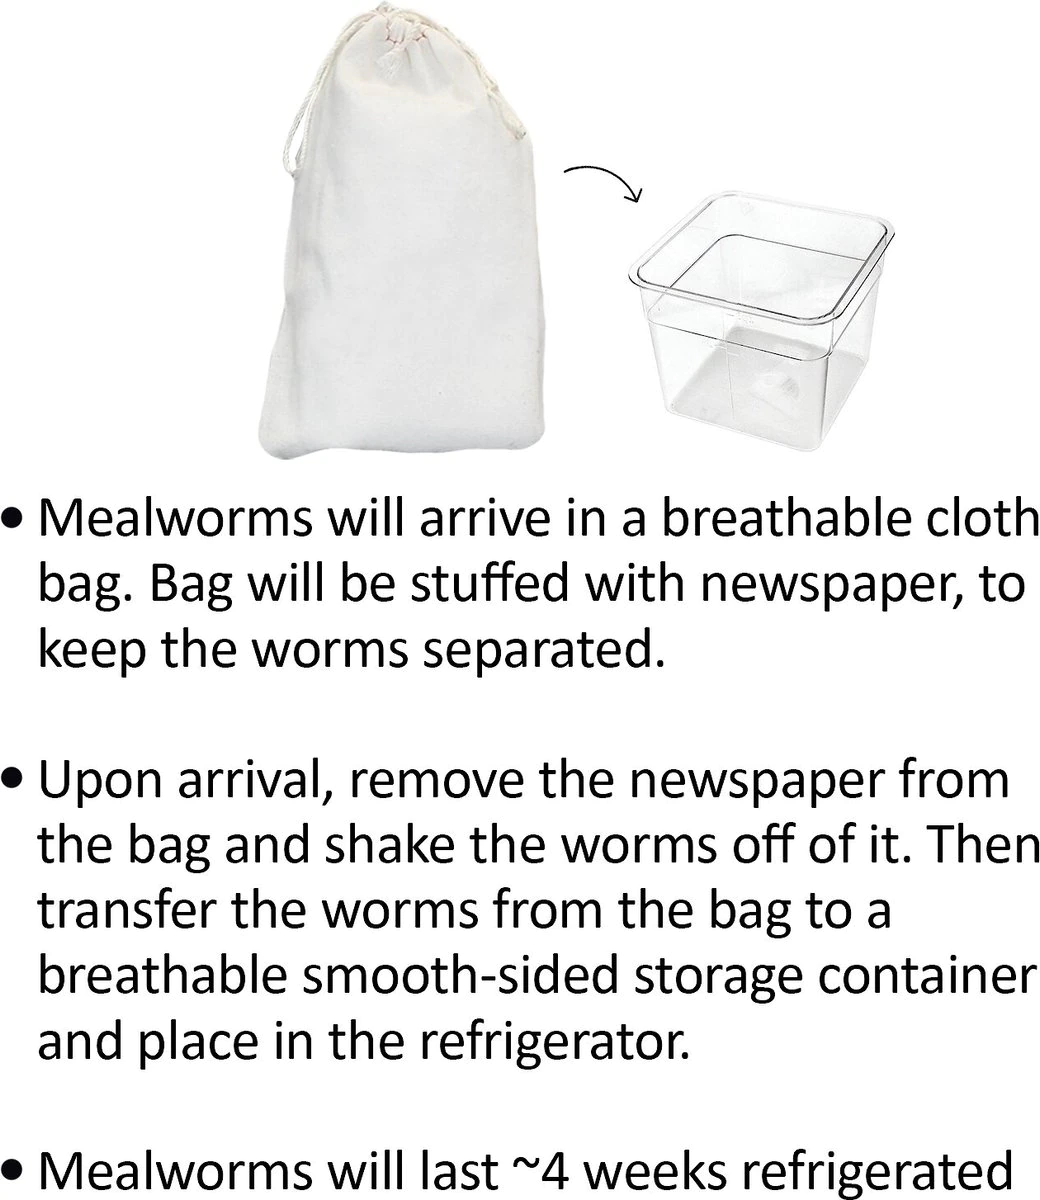 • Mealworms will arrive in a breathable cloth
bag. Bag will be stuffed with newspaper, to
keep the worms separated.
• Upon arrival, remove the newspaper from
the bag and shake the worms off of it. Then
transfer the worms from the bag to a
breathable smooth-sided storage container
and place in the refrigerator.
• Mealworms will last ~4 weeks refrigerated